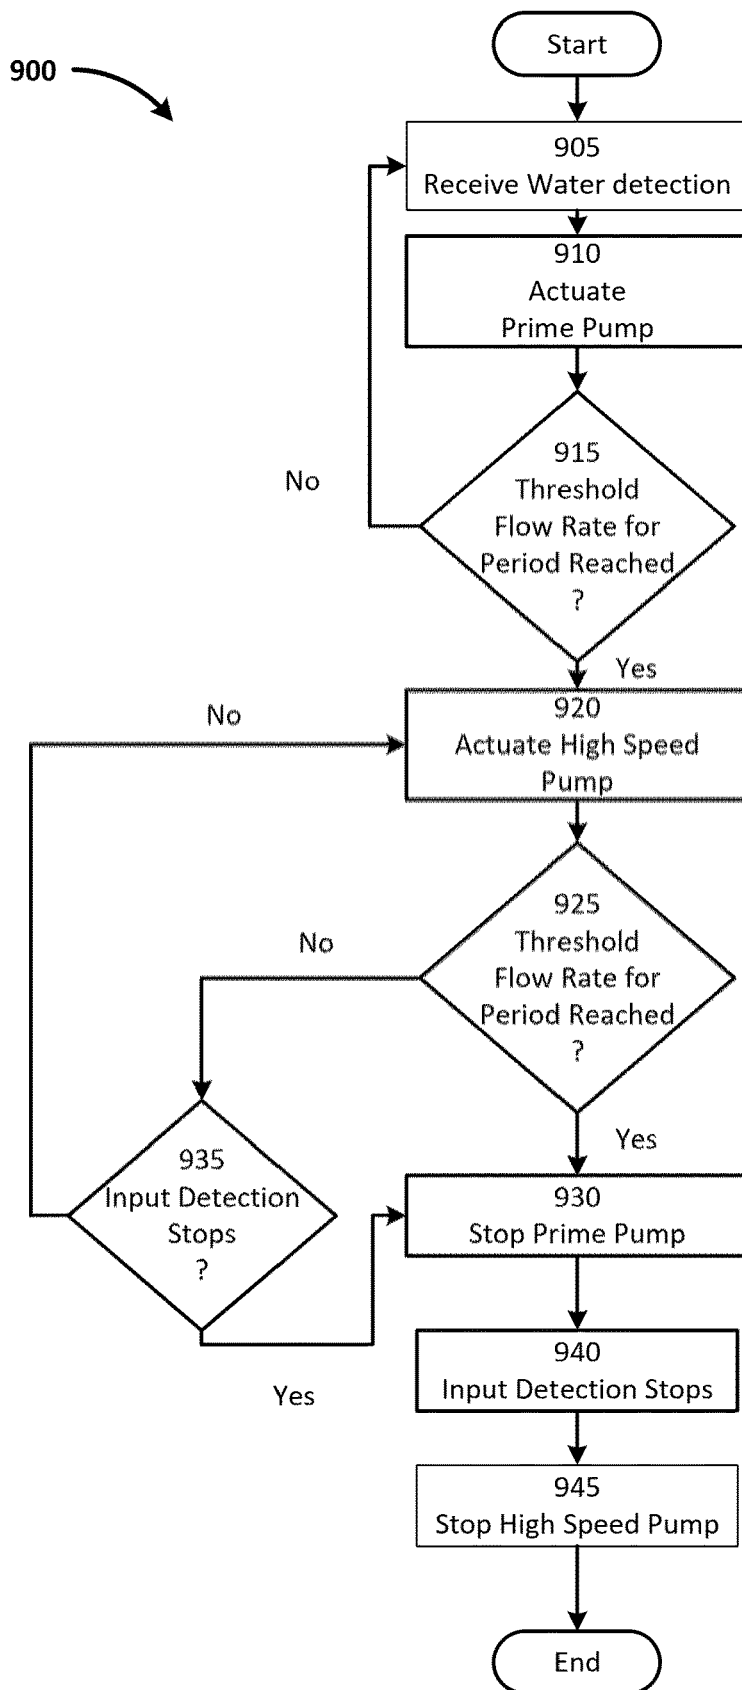 Start
900
905
Receive Water detection
910
Actuate
Prime Pump
915
Threshold
Flow Rate for
Period Reached
?
No
Yes
920
Actuate High Speed
Pump
No
925
Threshold
Flow Rate for
Period Reached
?
No
Yes
935
Input Detection
Stops
?
Yes
930
Stop Prime Pump
940
Input Detection Stops
945
Stop High Speed Pump
End